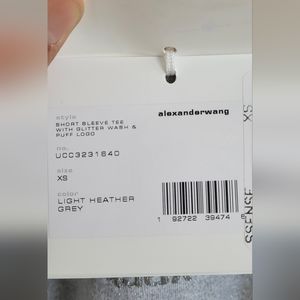 style
SHORT SLEEVE TEE
WITH GLITTER WASH &
PUFF LOGO
no.
UCC3231640
size
XS
color
LIGHT HEATHER
GREY
alexanderwang
1 92722 39474 6
SSENSE XS